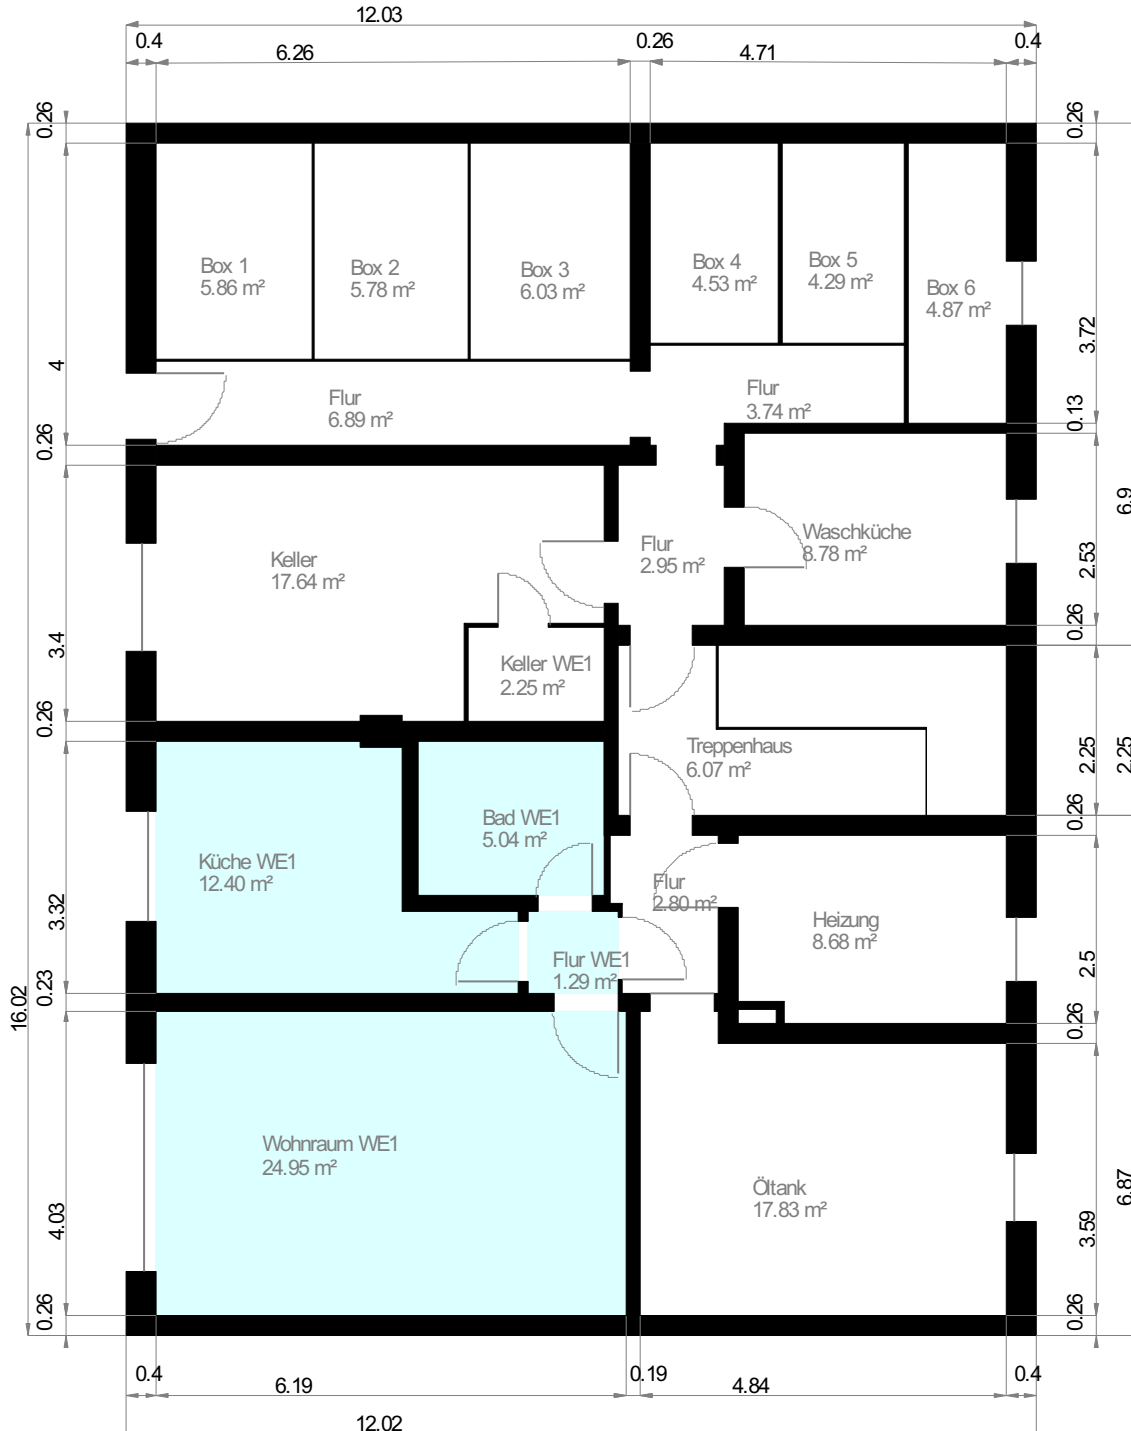 12.03
0.4
6.26
0.26
4.71
0.4
0.26
4
0.26
3.4
0.26
3.32
0.23
4.03
0.26
16.02
0.26
3.72
0.13
2.53
0.26
2.25
0.26
2.5
0.26
3.59
0.26
6.9
2.25
6.87
Box 1
5.86 m²
Box 2
5.78 m²
Box 3
6.03 m²
Box 4
4.53 m²
Box 5
4.29 m²
Box 6
4.87 m²
Flur
6.89 m²
Flur
3.74 m²
Keller
17.64 m²
Flur
2.95 m²
Waschküche
8.78 m²
Keller WE1
2.25 m²
Treppenhaus
6.07 m²
Bad WE1
5.04 m²
Küche WE1
12.40 m²
Flur
2.80 m²
Heizung
8.68 m²
Flur WE1
1.29 m²
Wohnraum WE1
24.95 m²
Öltank
17.83 m²
0.4
6.19
0.19
4.84
0.4
12.02